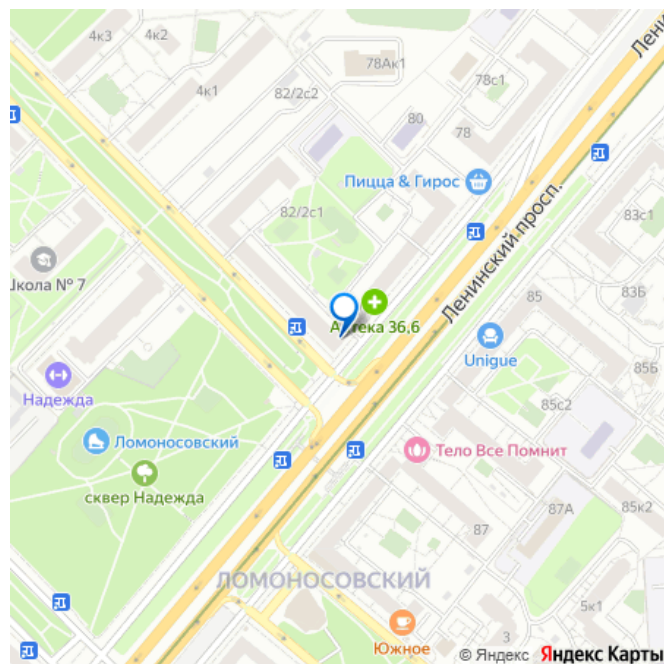 4к3
4к2
Ленин
78Ак1
78с1
4к1
82/2с2
80
78
Пицца & Гирос
82/2с1
Ленинский просп.
83с1
Школа № 7
83Б
85
Аптека 36,6
Unigue
85Б
Надежда
85с2
Ломоносовский
Тело Все Помнит
сквер Надежда
87А
85к2
87
ЛОМОНОСОВСКИЙ
5к1
3
Южное
© Яндекс Яндекс Карты